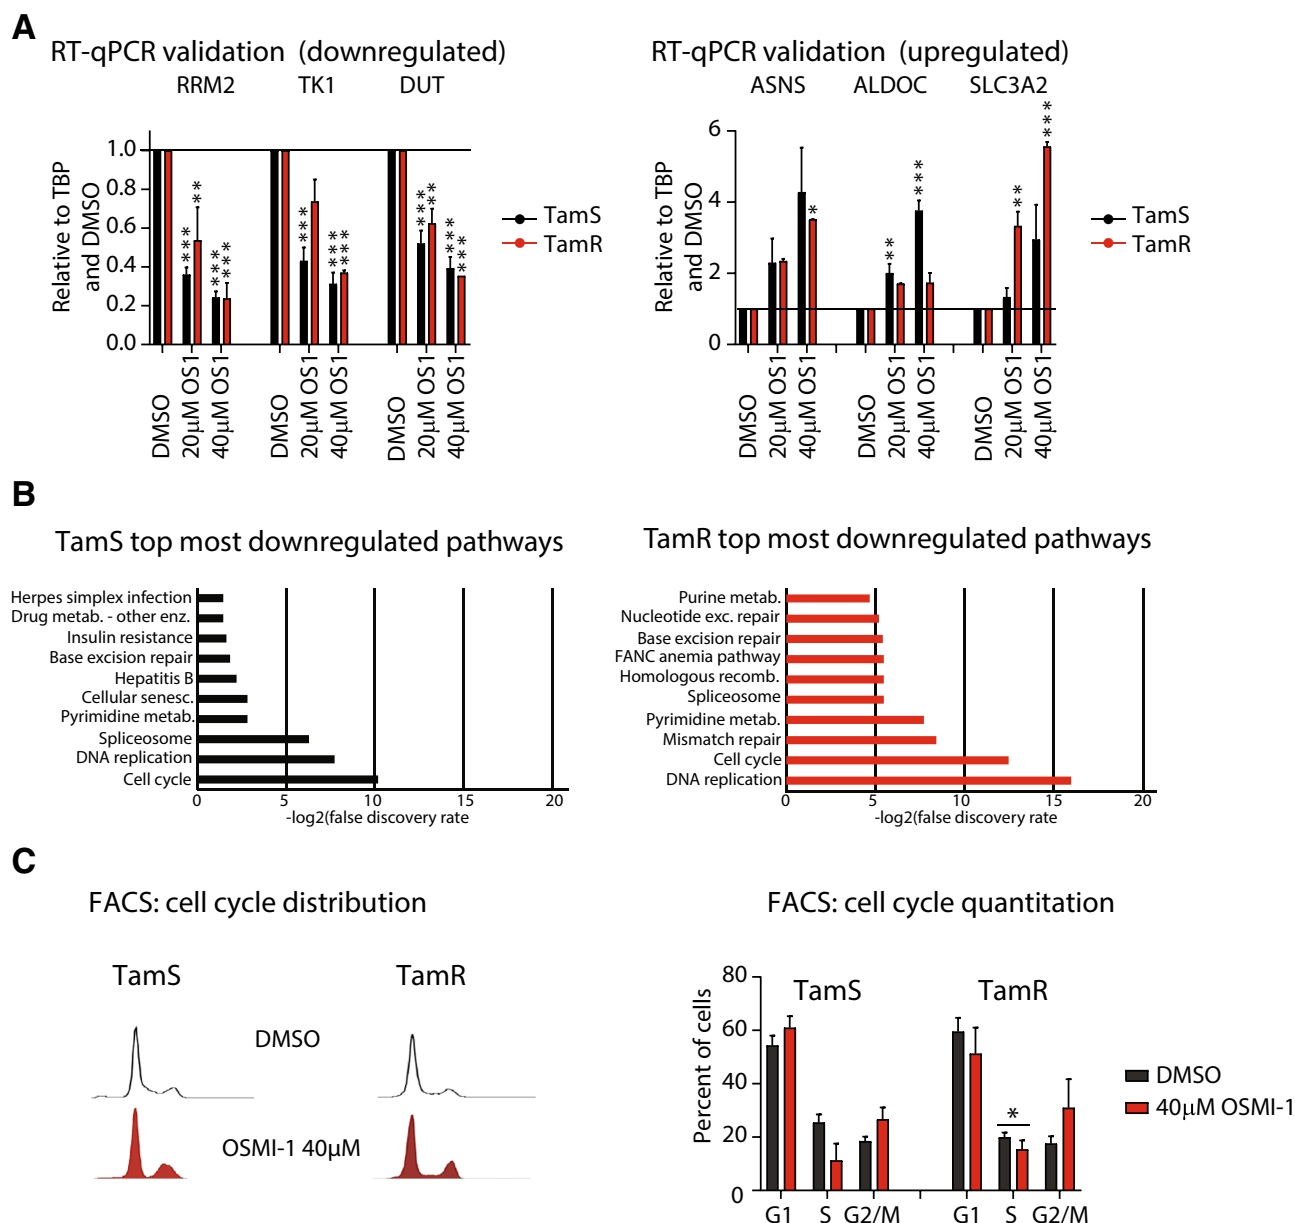 A
RT-qPCR validation (downregulated)
RRM2 TK1 DUT
Relative to TBP
and DMSO
1.0
0.8
0.6
0.4
0.2
0.0
*** ** *** ***
*** *** ***
*** ** *** ***
DMSO
20μM OS1
40μM OS1
DMSO
20μM OS1
40μM OS1
DMSO
20μM OS1
40μM OS1
TamS
TamR
RT-qPCR validation (upregulated)
ASNS ALDOC SLC3A2
Relative to TBP
and DMSO
6
4
2
0
*
** ***
** ***
DMSO
20μM OS1
40μM OS1
DMSO
20μM OS1
40μM OS1
DMSO
20μM OS1
40μM OS1
TamS
TamR
B
TamS top most downregulated pathways
Herpes simplex infection
Drug metab. - other enz.
Insulin resistance
Base excision repair
Hepatitis B
Cellular senesc.
Pyrimidine metab.
Spliceosome
DNA replication
Cell cycle
0 5 10 15 20
-log2(false discovery rate
TamR top most downregulated pathways
Purine metab.
Nucleotide exc. repair
Base excision repair
FANC anemia pathway
Homologous recomb.
Spliceosome
Pyrimidine metab.
Mismatch repair
Cell cycle
DNA replication
0 5 10 15 20
-log2(false discovery rate
C
FACS: cell cycle distribution
TamS TamR
DMSO
OSMI-1 40μM
FACS: cell cycle quantitation
Percent of cells
80
60
40
20
0
TamS TamR
*
G1 S G2/M G1 S G2/M
DMSO
40μM OSMI-1